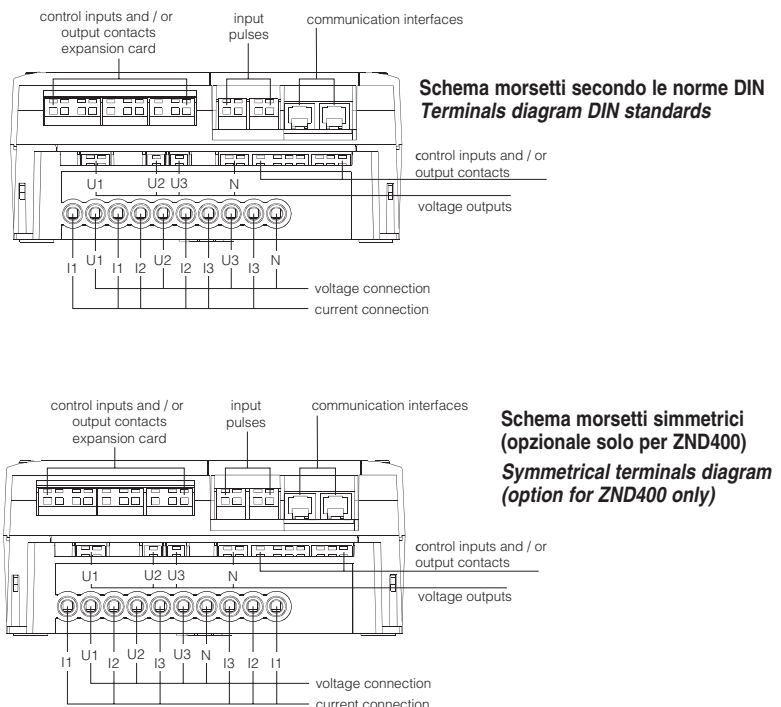 control inputs and / or
output contacts
expansion card
input
pulses
communication interfaces
Schema morsetti secondo le norme DIN
Terminals diagram DIN standards
control inputs and / or
output contacts
U1 U2 U3 N
voltage outputs
I1 U1 I1 I2 U2 I2 I3 U3 I3 N
voltage connection
current connection
control inputs and / or
output contacts
expansion card
input
pulses
communication interfaces
Schema morsetti simmetrici
(opzionale solo per ZND400)
Symmetrical terminals diagram
(option for ZND400 only)
control inputs and / or
output contacts
U1 U2 U3 N
voltage outputs
I1 U1 I2 U2 I3 U3 N I3 I2 I1
voltage connection
current connection